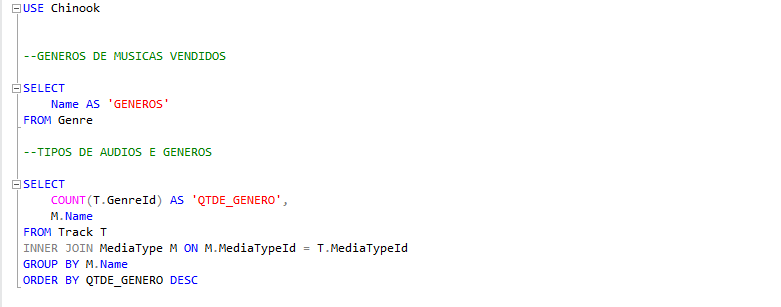 USE Chinook
--GENEROS DE MUSICAS VENDIDOS
SELECT
Name AS 'GENEROS'
FROM Genre
--TIPOS DE AUDIOS E GENEROS
SELECT
COUNT(T.GenreId) AS 'QTDE_GENERO',
M.Name
FROM Track T
INNER JOIN MediaType M ON M.MediaTypeId = T.MediaTypeId
GROUP BY M.Name
ORDER BY QTDE_GENERO DESC